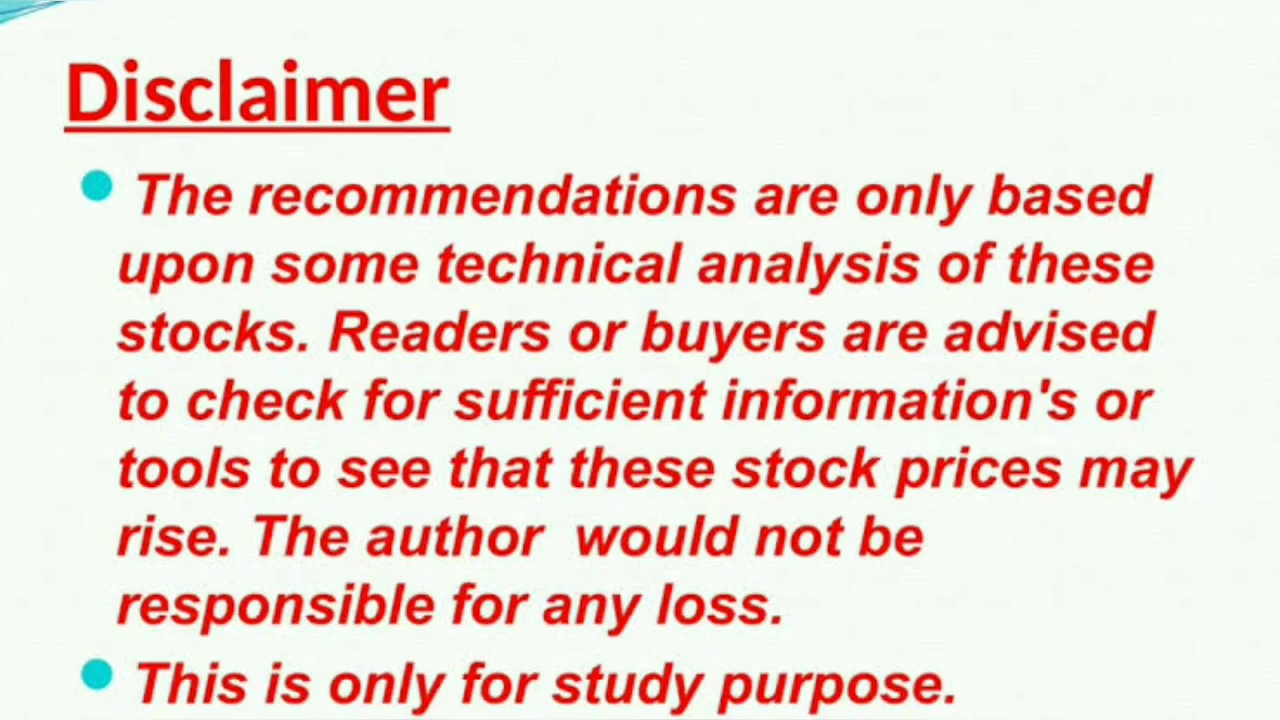 Disclaimer
The recommendations are only based
upon some technical analysis of these
stocks. Readers or buyers are advised
to check for sufficient information's or
tools to see that these stock prices may
rise. The author  would not be
responsible for any loss.
This is only for study purpose.